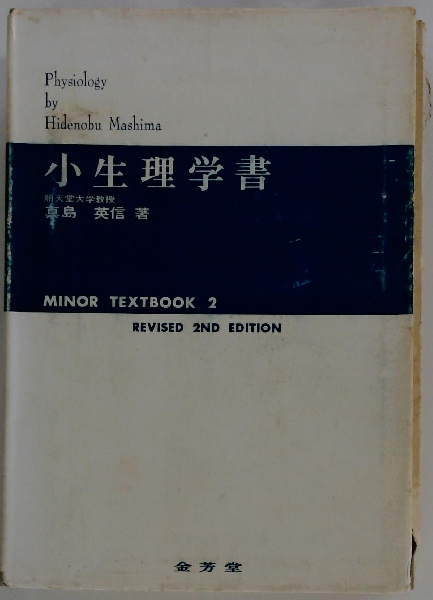 Physiology
by
Hidenobu Mashima
小生理学書
順天堂大学教授
真島 英信 著
MINOR TEXTBOOK 2
REVISED 2ND EDITION
金芳堂